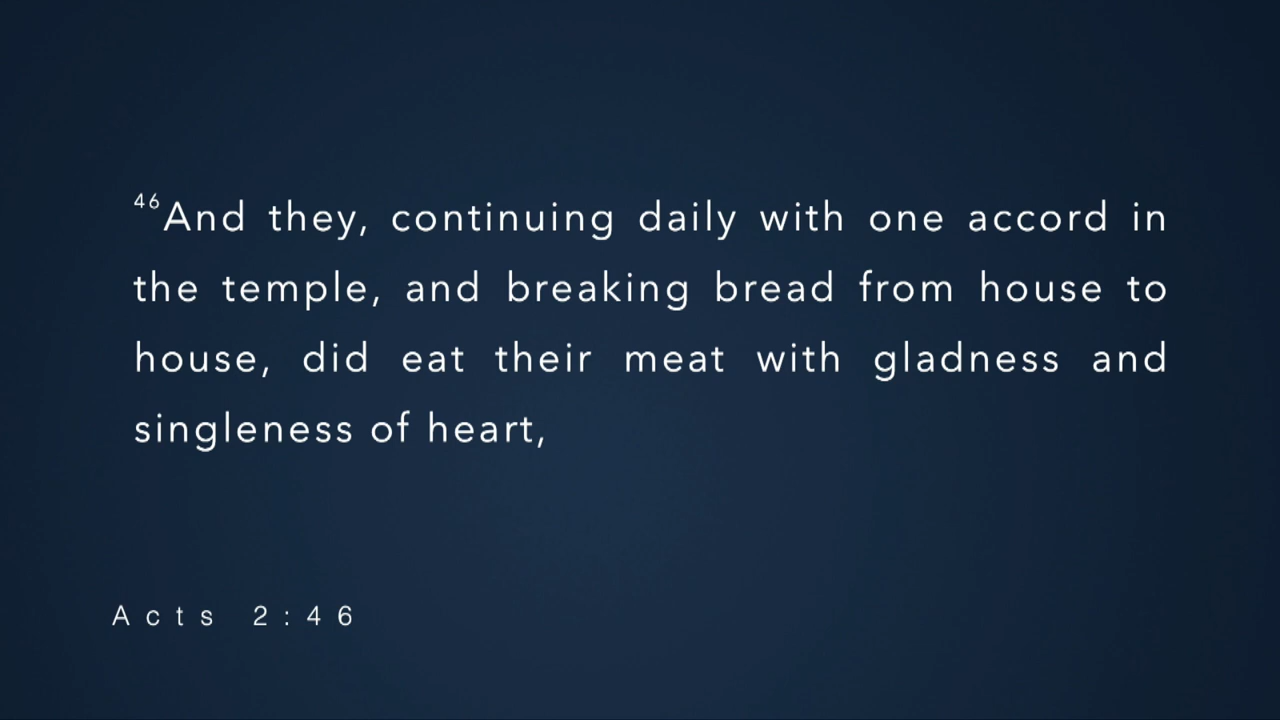 46And they, continuing daily with one accord in
the temple, and breaking bread from house to
house, did eat their meat with gladness and
singleness of heart,
Acts 2:46